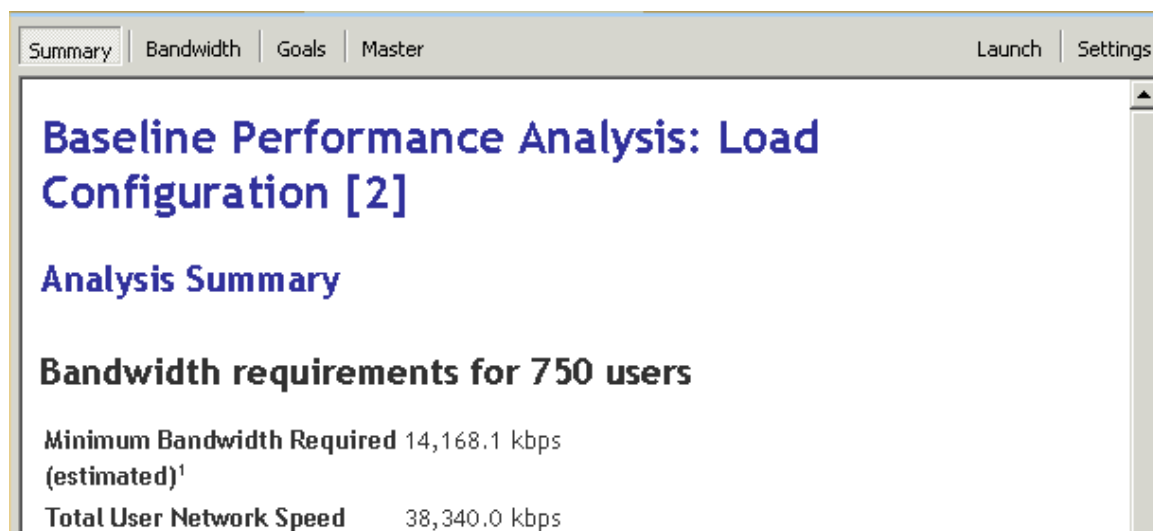 Summary Bandwidth Goals Master Launch Settings
Baseline Performance Analysis: Load
Configuration [2]
Analysis Summary
Bandwidth requirements for 750 users
Minimum Bandwidth Required 14,168.1 kbps
(estimated)¹
Total User Network Speed 38,340.0 kbps